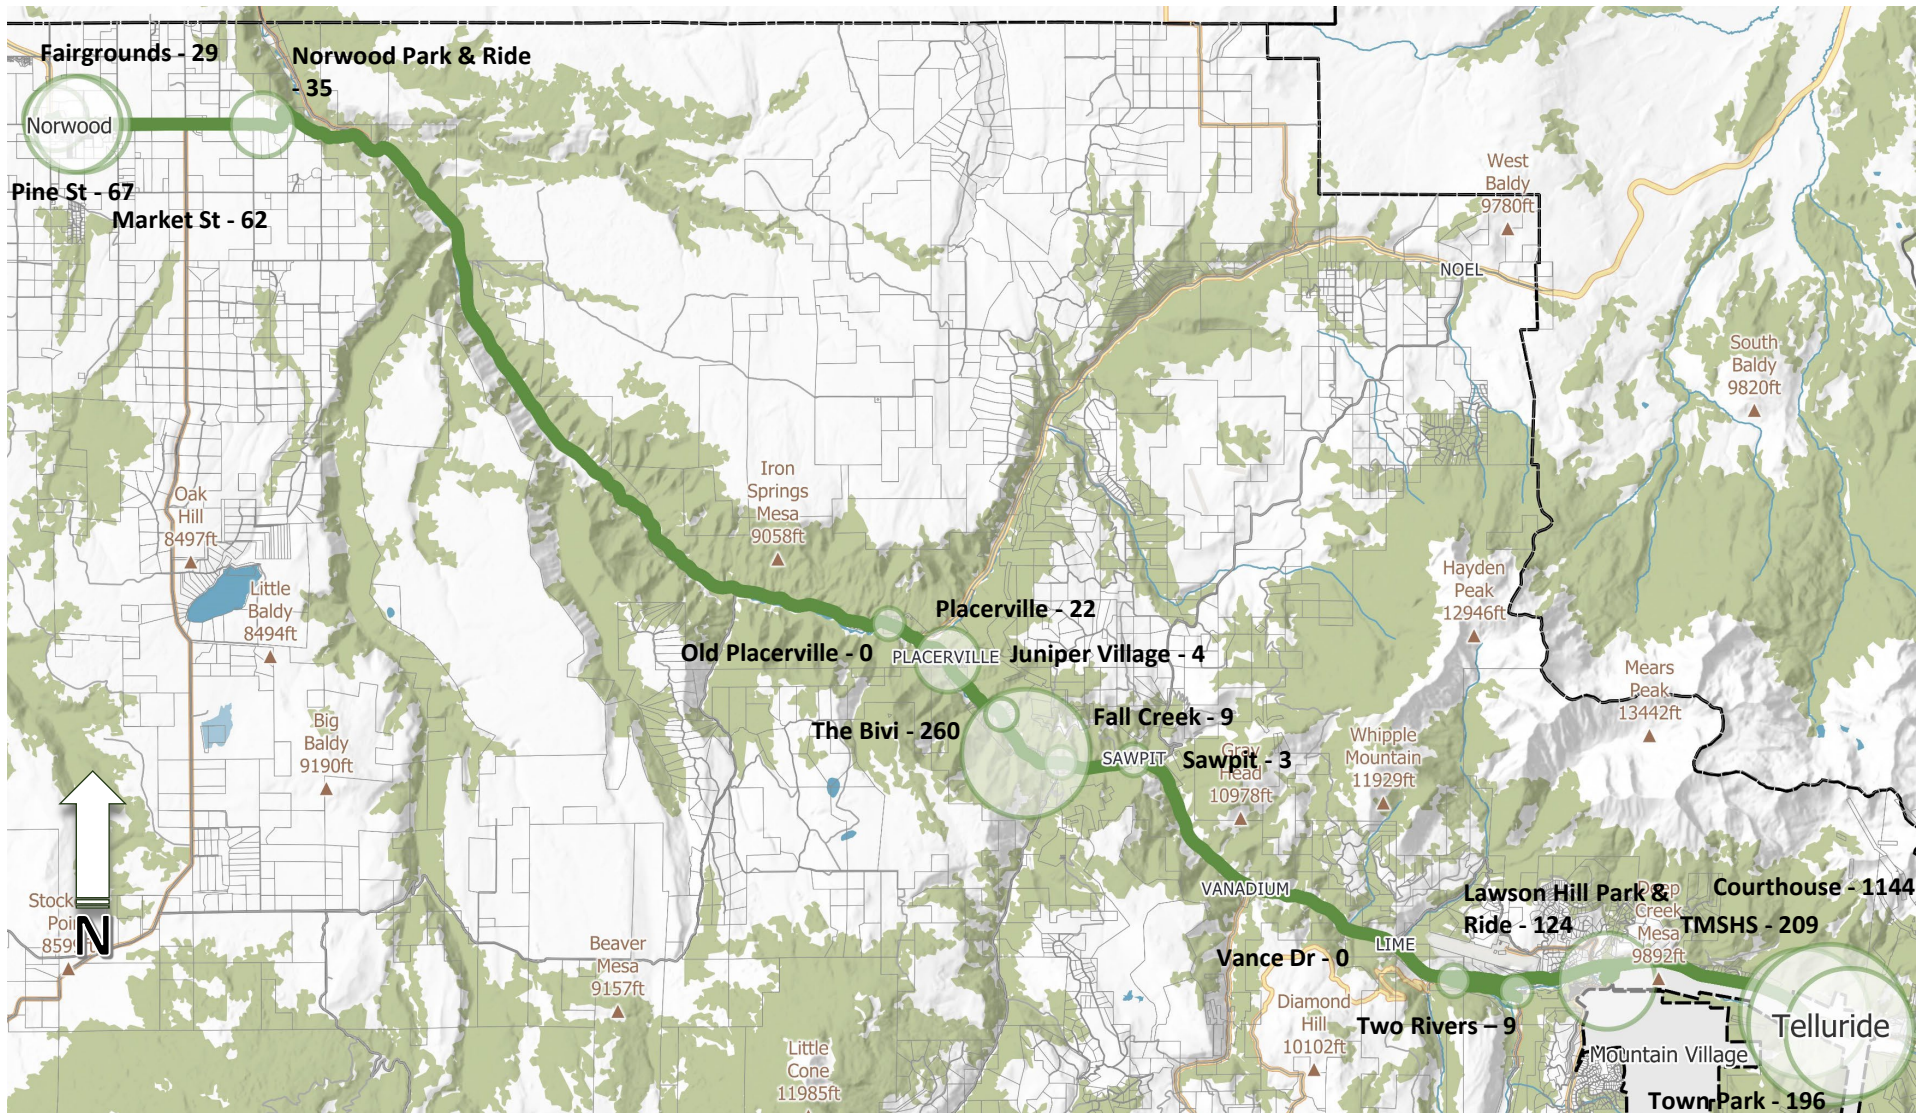 Fairgrounds - 29
Norwood Park & Ride
- 35
Norwood
Pine St - 67
Market St - 62
West
Baldy
9780ft
NOEL
South
Baldy
9820ft
Oak
Hill
8497ft
Iron
Springs
Mesa
9058ft
Little
Baldy
8494ft
Hayden
Peak
12946ft
Placerville - 22
Old Placerville - 0
PLACERVILLE
Juniper Village - 4
Mears
Peak
13442ft
Big
Baldy
9190ft
The Bivi - 260
Fall Creek - 9
SAWPIT
Sawpit - 3
Gray
Head
10978ft
Whipple
Mountain
11929ft
VANADIUM
Lawson Hill Park &
Ride - 124
Deep
Creek
Mesa
9892ft
Courthouse - 1144
TMSHS - 209
N
Beaver
Mesa
9157ft
LIME
Vance Dr - 0
Diamond
Hill
10102ft
Two Rivers – 9
Telluride
Mountain Village
Little
Cone
11985ft
Town Park - 196